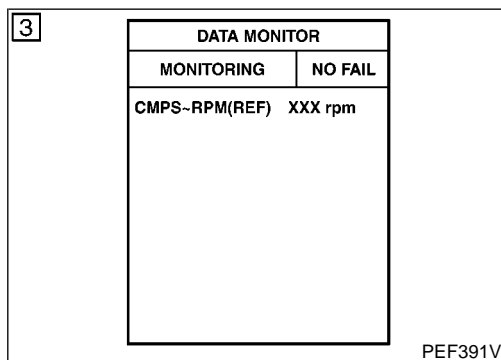 3
DATA MONITOR
MONITORING NO FAIL
CMPS~RPM(REF) XXX rpm
PEF391V